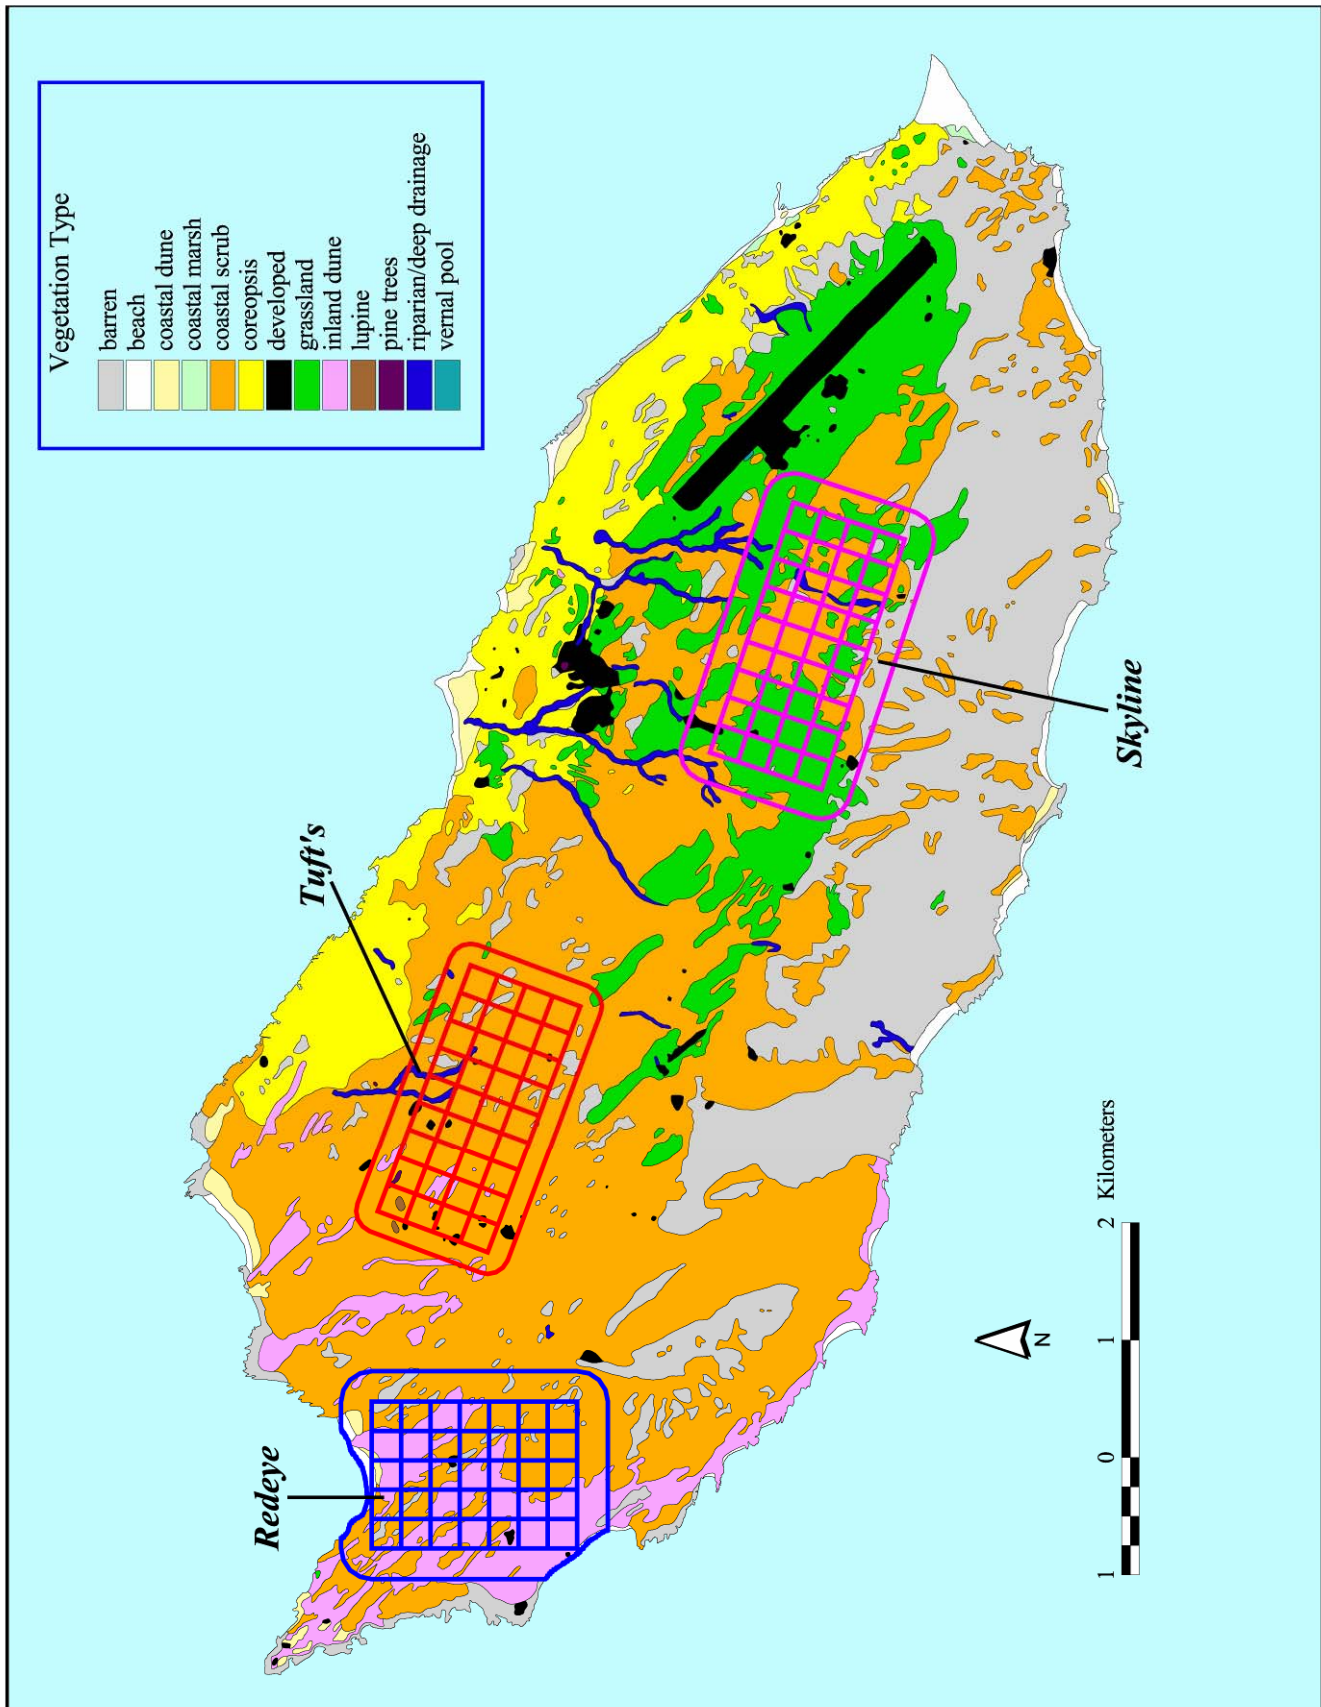 Vegetation Type
barren
beach
coastal dune
coastal marsh
coastal scrub
coreopsis
developed
grassland
inland dune
lupine
pine trees
riparian/deep drainage
vernal pool
Redeye
Tuft's
Skyline
N
1 0 1 2 Kilometers